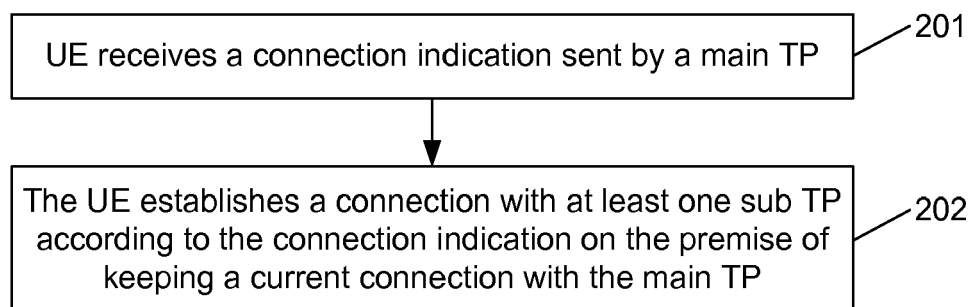 UE receives a connection indication sent by a main TP
201
The UE establishes a connection with at least one sub TP
according to the connection indication on the premise of
keeping a current connection with the main TP
202